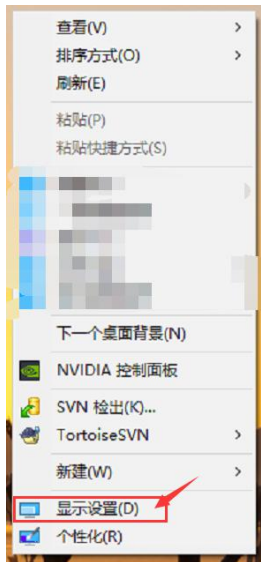 查看(V)
排序方式(O)
刷新(E)
粘贴(P)
粘贴快捷方式(S)
下一个桌面背景(N)
NVIDIA 控制面板
SVN 检出(K)...
TortoiseSVN
新建(W)
显示设置(D)
个性化(R)